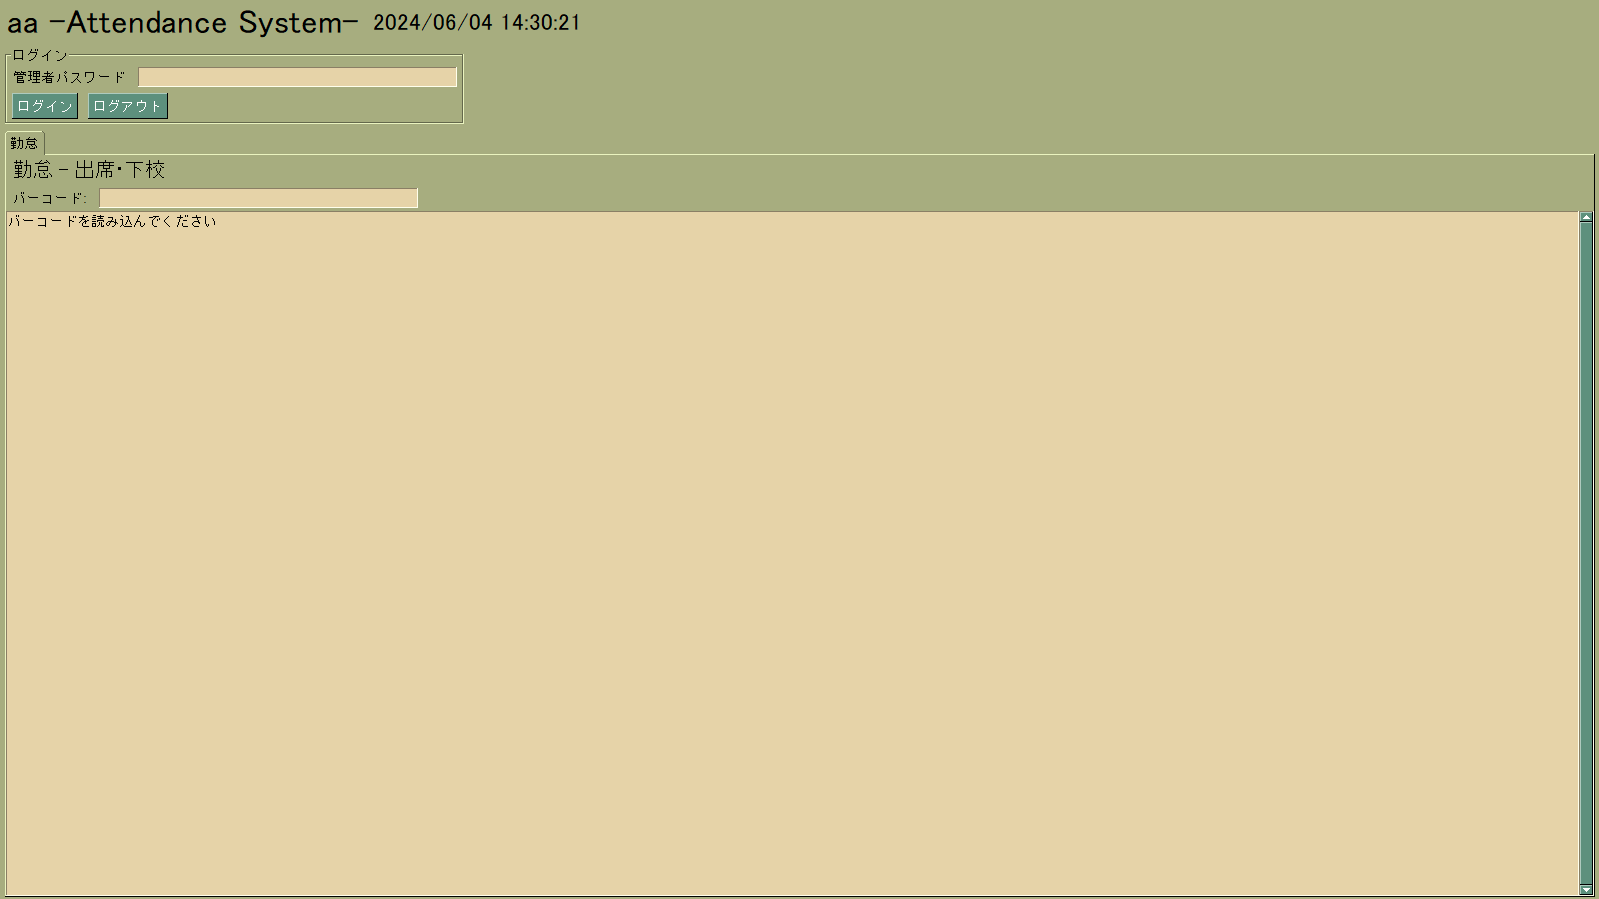 aa -Attendance System- 2024/06/04 14:30:21
ログイン
管理者パスワード
ログイン ログアウト
勤怠
勤怠 - 出席・下校
バーコード:
バーコードを読み込んでください